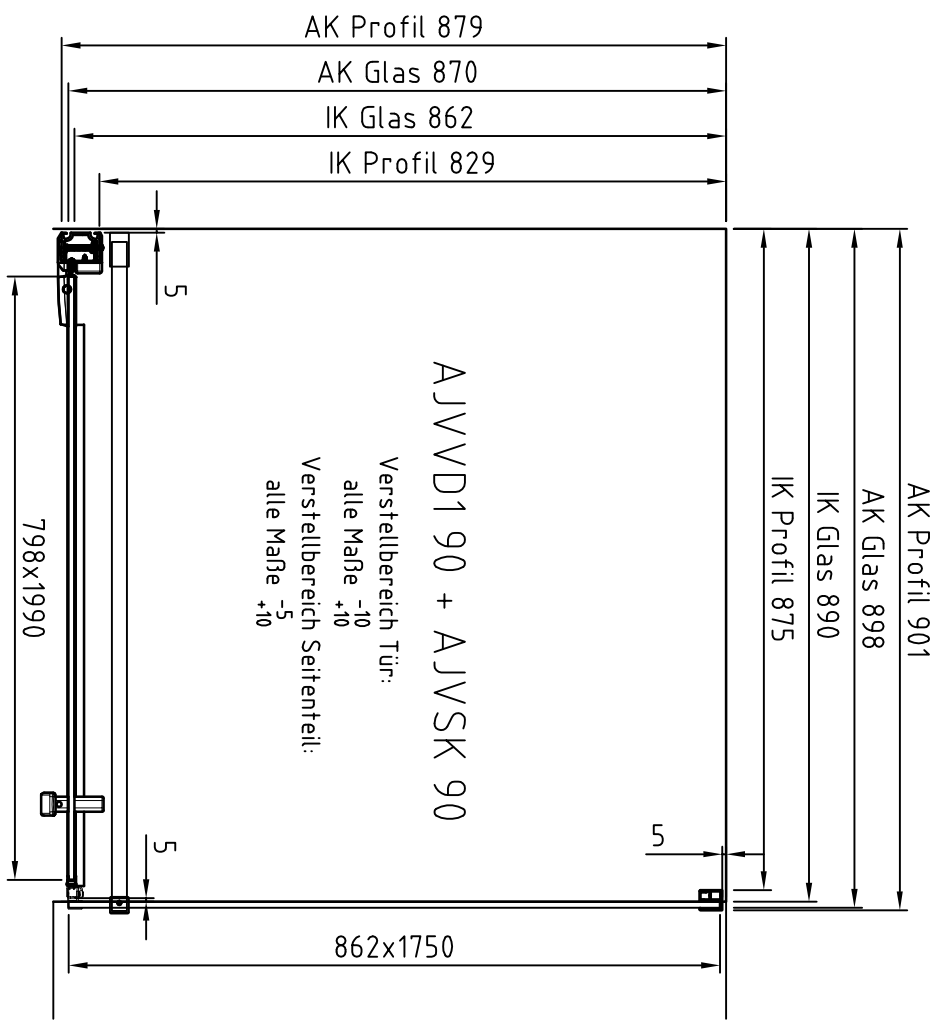 AK Profil 879
AK Glas 870
IK Glas 862
IK Profil 829
AK Profil 901
AK Glas 898
IK Glas 890
IK Profil 875
5
AJVVD1 90 + AJVSK 90
Verstellbereich Tür:
alle Maße -10 +10
Verstellbereich Seitenteil:
alle Maße -5 +10
798x1990
5
5
862x1750